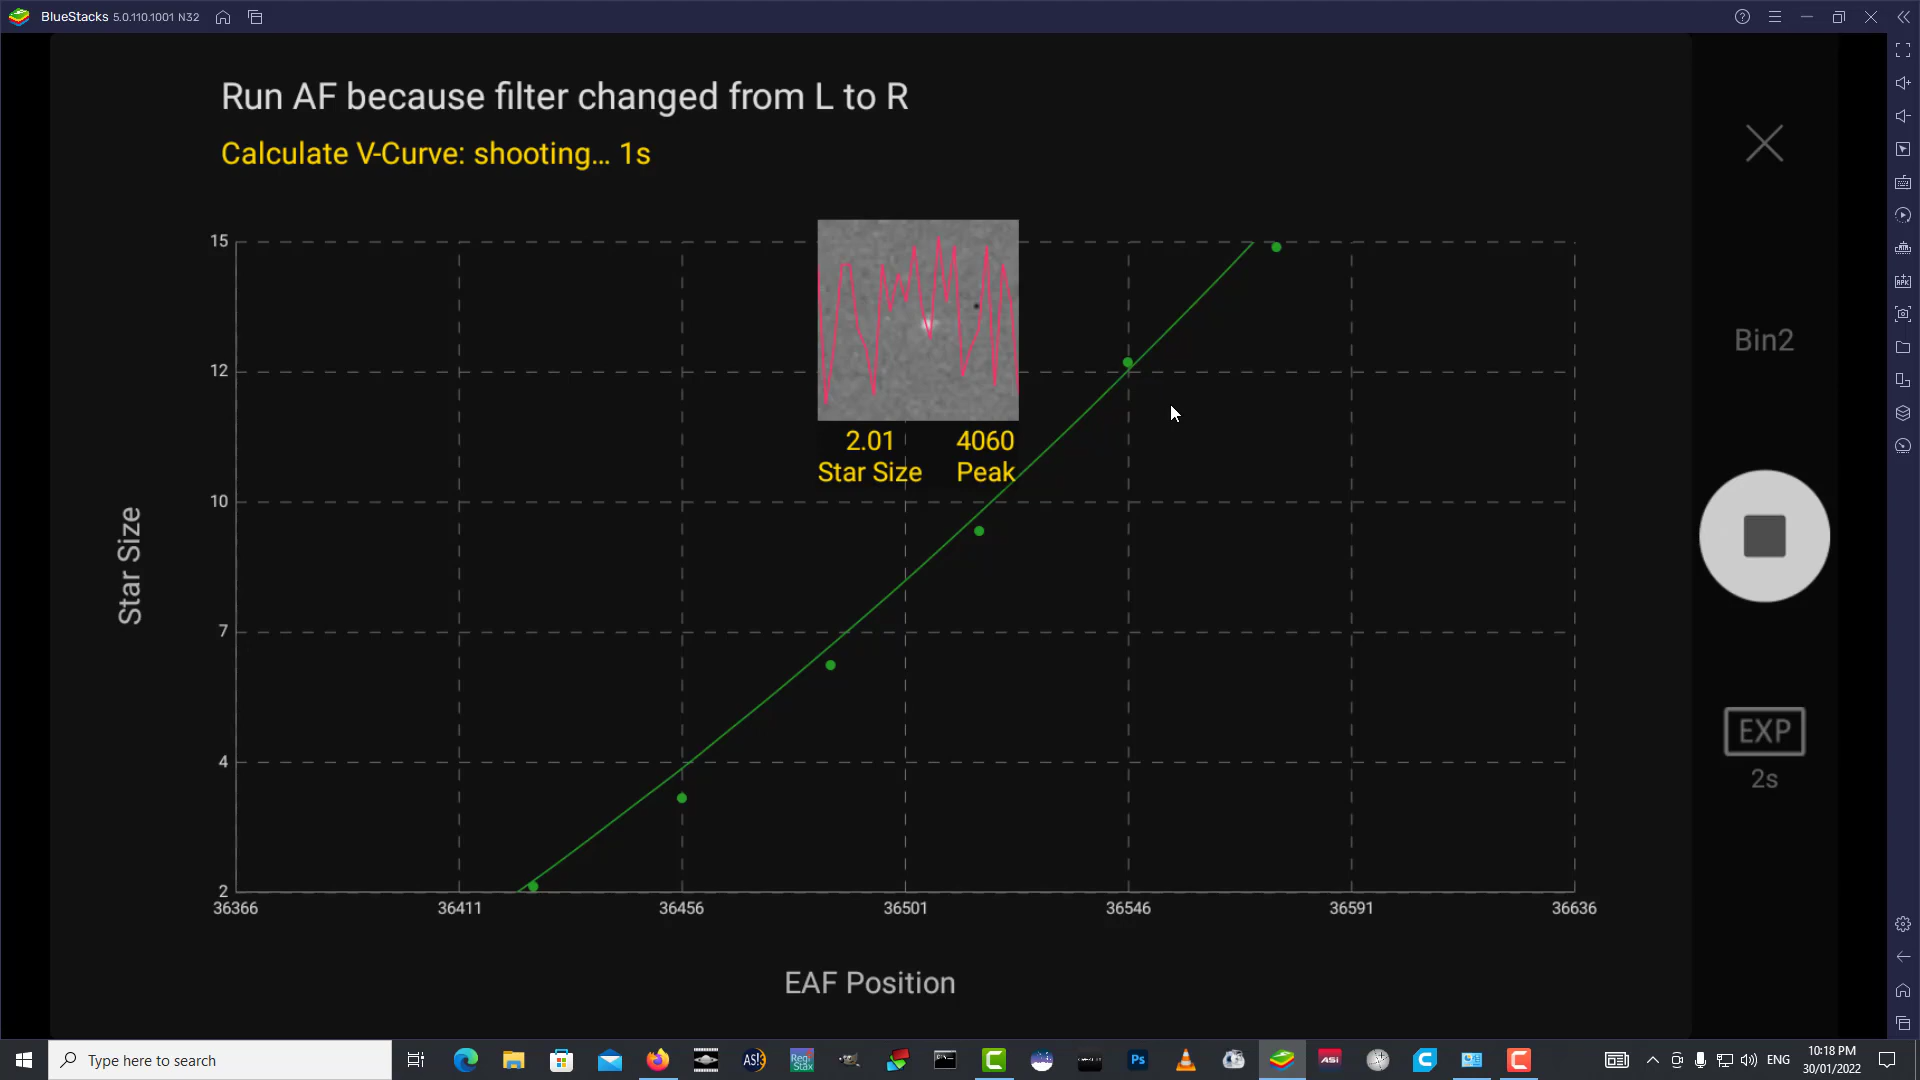 BlueStacks 5.0.110.1001 N32
Run AF because filter changed from L to R
Calculate V-Curve: shooting... 1s
15
12
10
7
4
2
Star Size
2.01 4060
Star Size Peak
36366 36411 36456 36501 36546 36591 36636
EAF Position
Bin2
EXP
2s
Type here to search
ENG
10:18 PM
30/01/2022